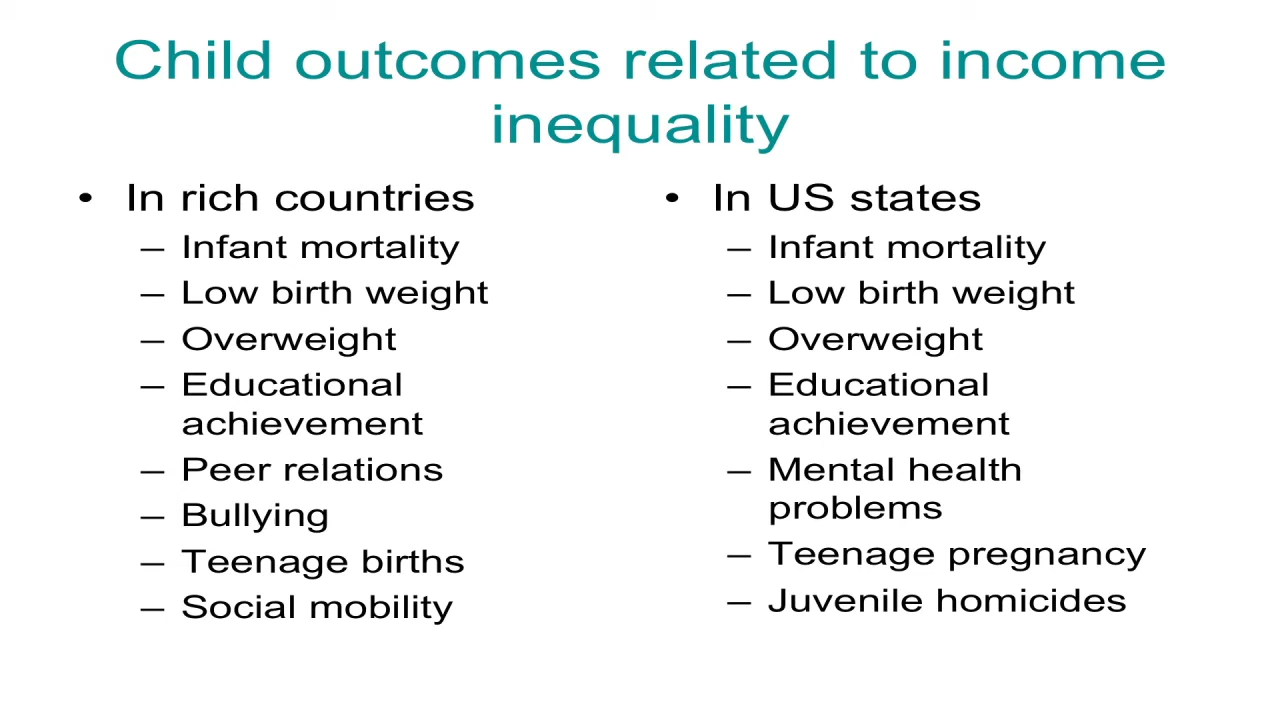 Child outcomes related to income
inequality
• In rich countries
– Infant mortality
– Low birth weight
– Overweight
– Educational
achievement
– Peer relations
– Bullying
– Teenage births
– Social mobility
• In US states
– Infant mortality
– Low birth weight
– Overweight
– Educational
achievement
– Mental health
problems
– Teenage pregnancy
– Juvenile homicides